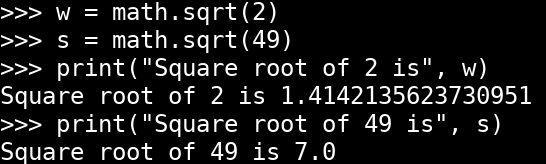 >>> w = math.sqrt(2)
>>> s = math.sqrt(49)
>>> print("Square root of 2 is", w)
Square root of 2 is 1.4142135623730951
>>> print("Square root of 49 is", s)
Square root of 49 is 7.0